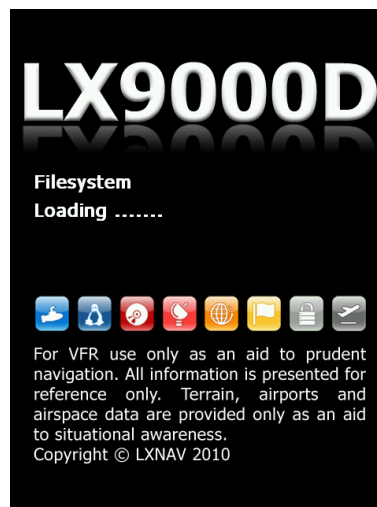 LX9000D
Filesystem
Loading .......
For VFR use only as an aid to prudent
navigation. All information is presented for
reference only. Terrain, airports and
airspace data are provided only as an aid
to situational awareness.
Copyright © LXNAV 2010